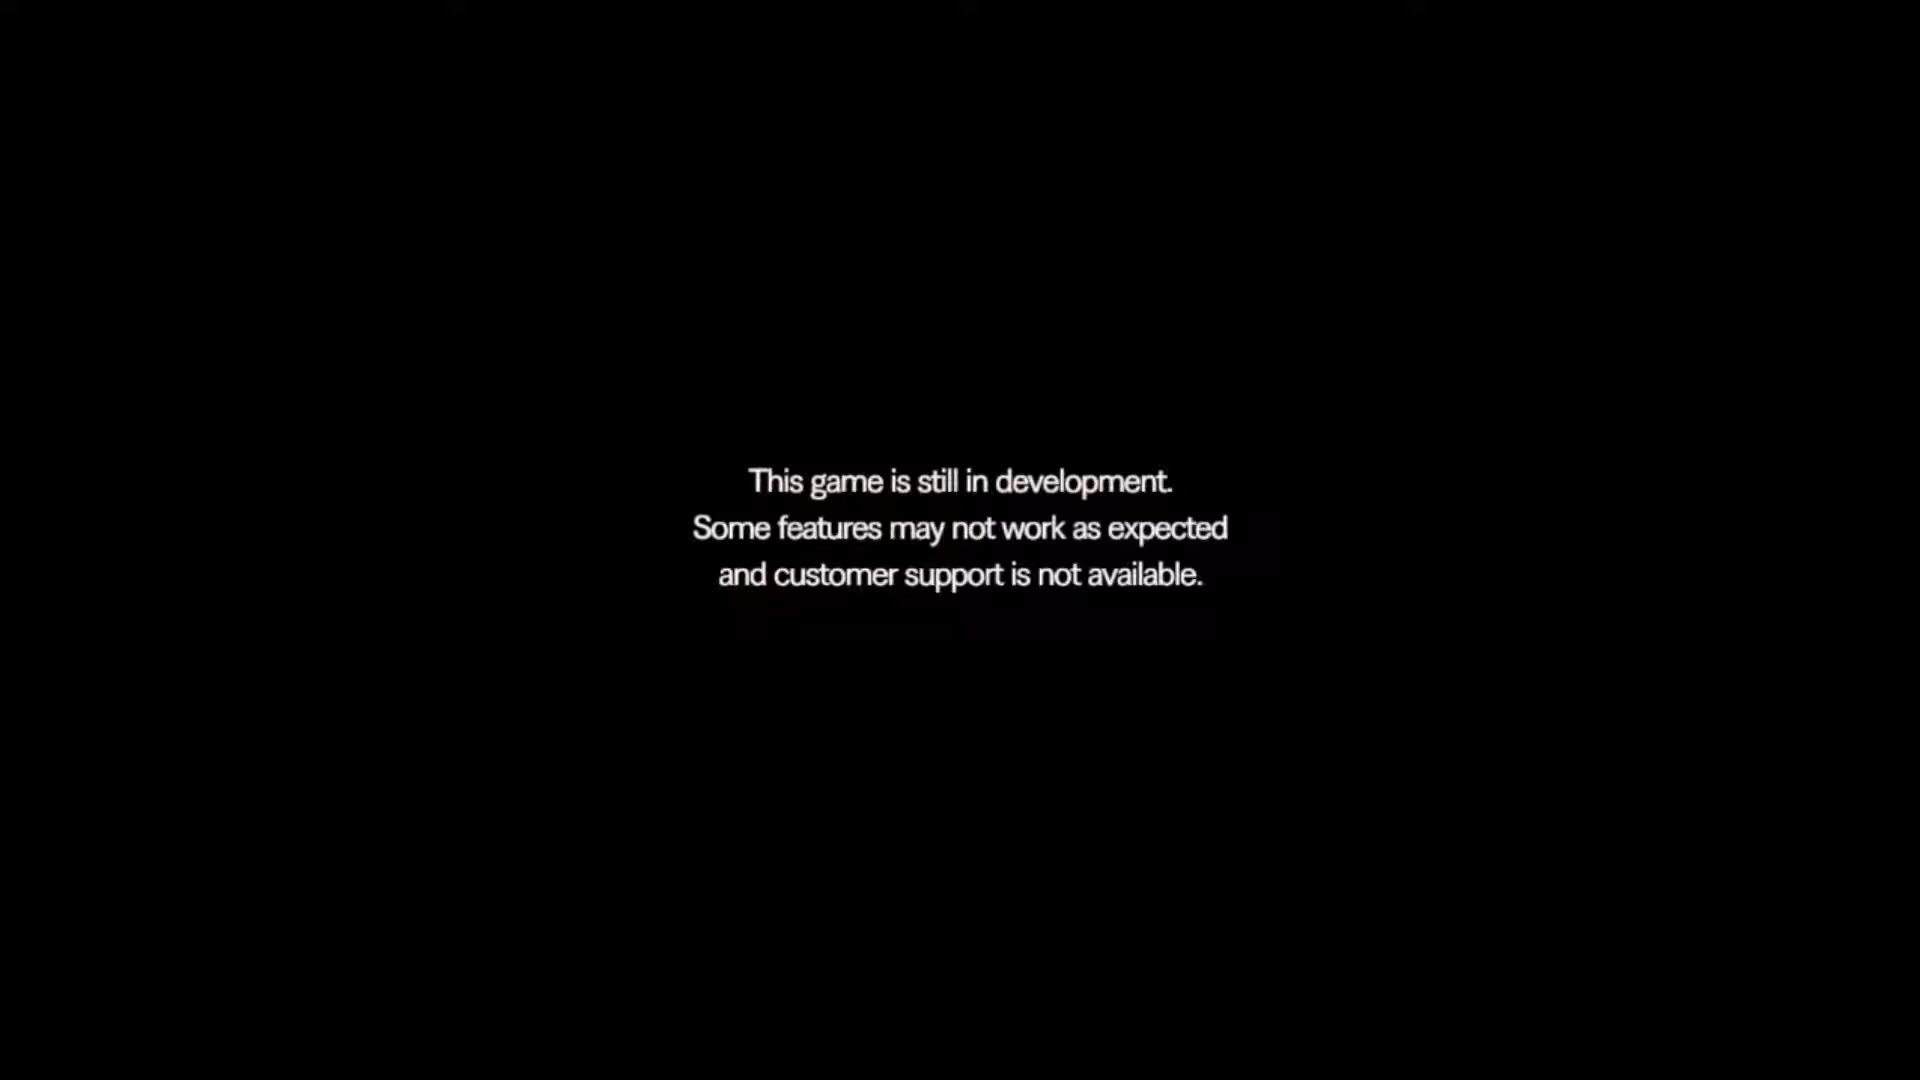 This game is still in development.
Some features may not work as expected
and customer support is not available.